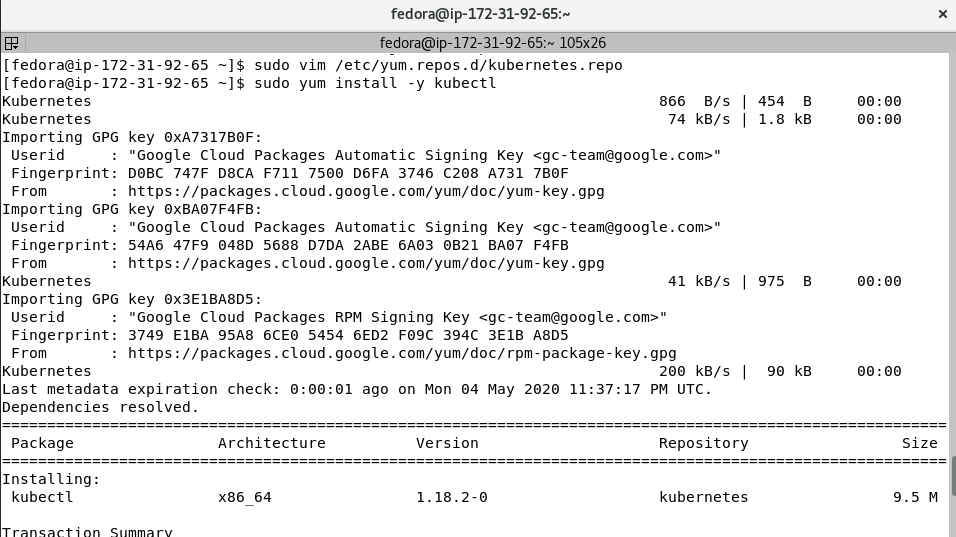 fedora@ip-172-31-92-65:~
fedora@ip-172-31-92-65:~ 105x26
[fedora@ip-172-31-92-65 ~]$ sudo vim /etc/yum.repos.d/kubernetes.repo
[fedora@ip-172-31-92-65 ~]$ sudo yum install -y kubectl
Kubernetes 866  B/s | 454  B     00:00
Kubernetes 74 kB/s | 1.8 kB     00:00
Importing GPG key 0xA7317B0F:
 Userid     : "Google Cloud Packages Automatic Signing Key <gc-team@google.com>"
 Fingerprint: D0BC 747F D8CA F711 7500 D6FA 3746 C208 A731 7B0F
 From       : https://packages.cloud.google.com/yum/doc/yum-key.gpg
Importing GPG key 0xBA07F4FB:
 Userid     : "Google Cloud Packages Automatic Signing Key <gc-team@google.com>"
 Fingerprint: 54A6 47F9 048D 5688 D7DA 2ABE 6A03 0B21 BA07 F4FB
 From       : https://packages.cloud.google.com/yum/doc/yum-key.gpg
Kubernetes 41 kB/s | 975  B     00:00
Importing GPG key 0x3E1BA8D5:
 Userid     : "Google Cloud Packages RPM Signing Key <gc-team@google.com>"
 Fingerprint: 3749 E1BA 95A8 6CE0 5454 6ED2 F09C 394C 3E1B A8D5
 From       : https://packages.cloud.google.com/yum/doc/rpm-package-key.gpg
Kubernetes 200 kB/s |  90 kB     00:00
Last metadata expiration check: 0:00:01 ago on Mon 04 May 2020 11:37:17 PM UTC.
Dependencies resolved.
=========================================================================================================
 Package Architecture Version Repository Size
=========================================================================================================
Installing:
 kubectl x86_64 1.18.2-0 kubernetes 9.5 M
Transaction Summary